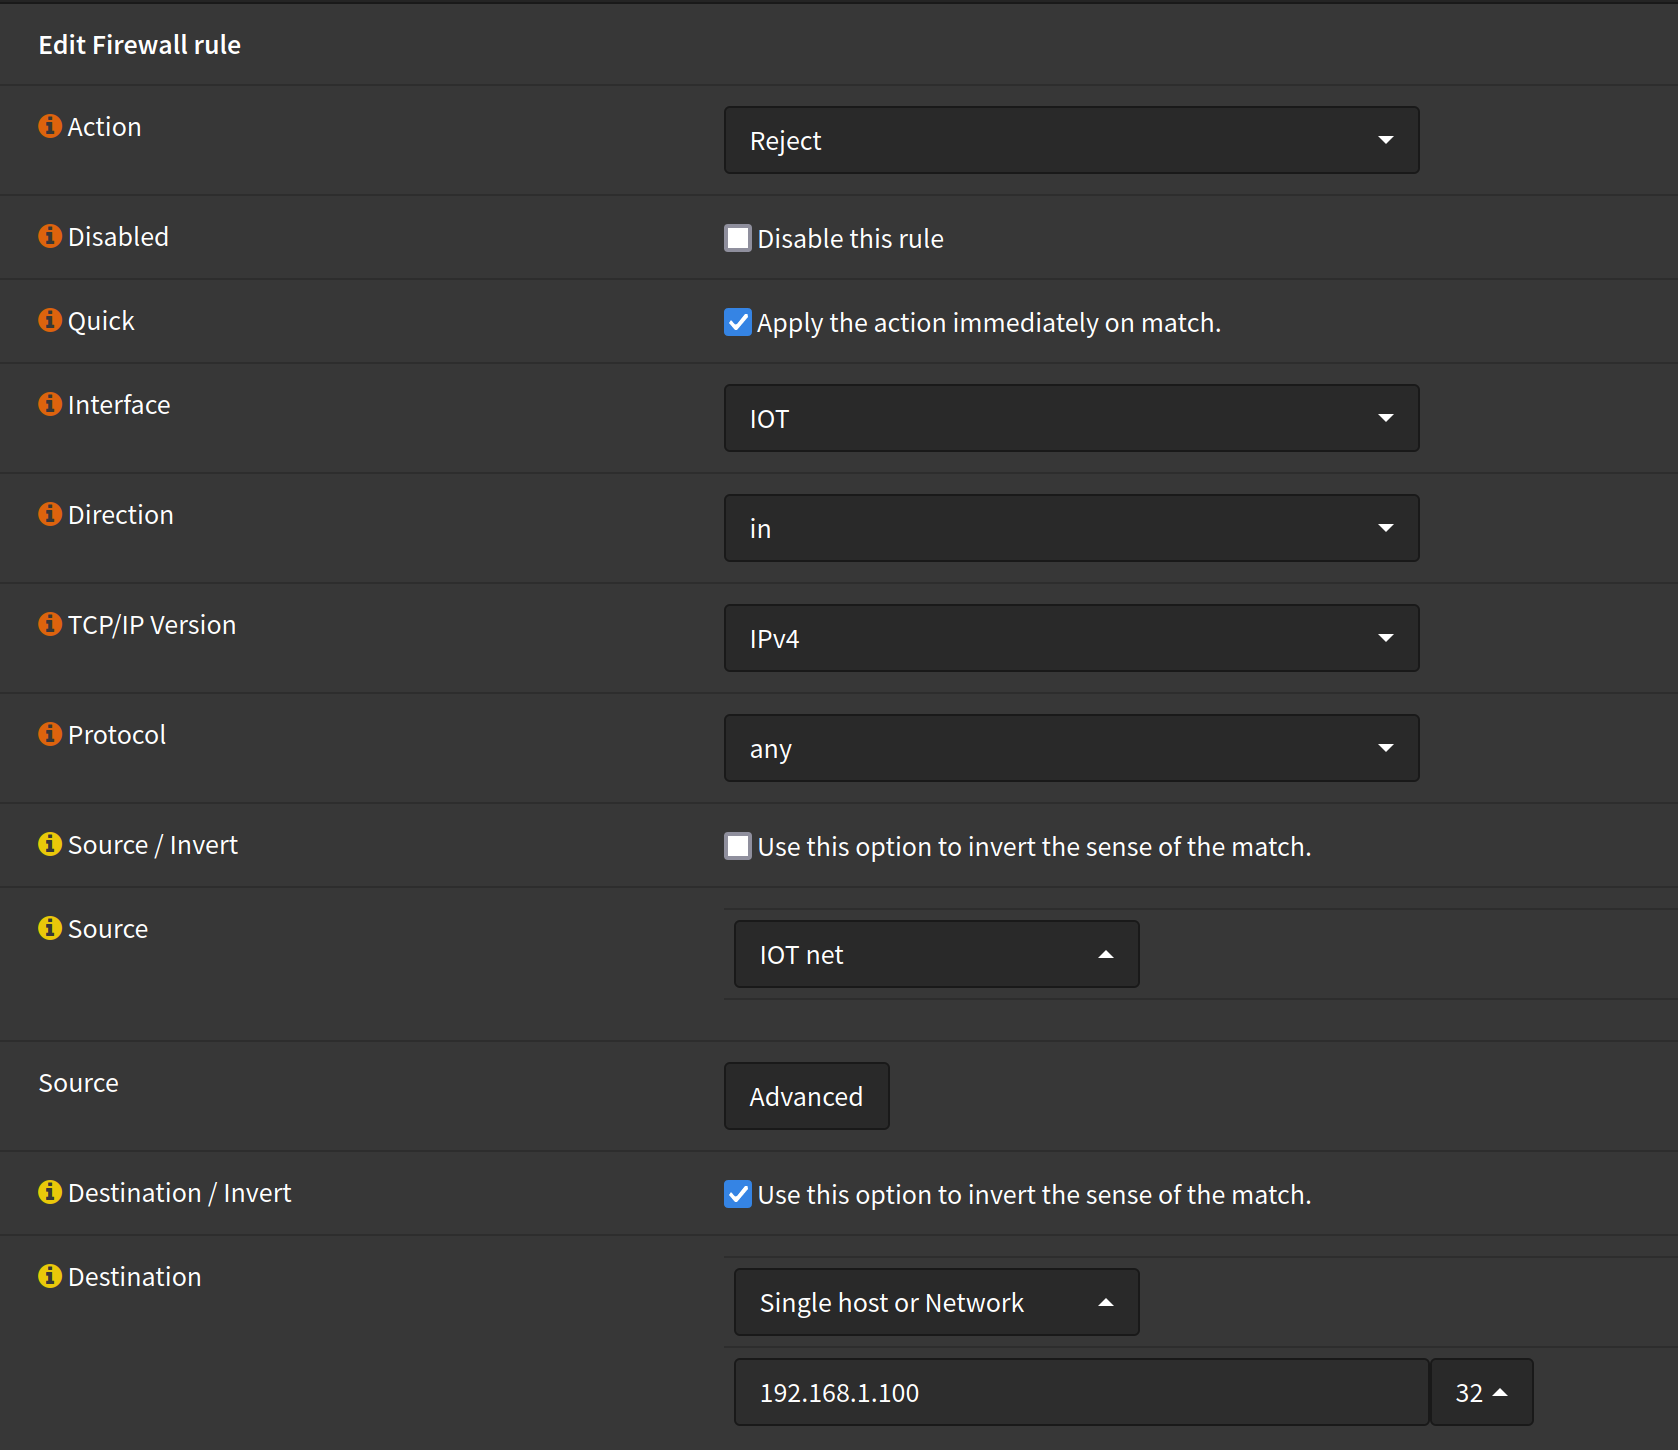 Edit Firewall rule
Action
Reject
Disabled
Disable this rule
Quick
Apply the action immediately on match.
Interface
IOT
Direction
in
TCP/IP Version
IPv4
Protocol
any
Source / Invert
Use this option to invert the sense of the match.
Source
IOT net
Source
Advanced
Destination / Invert
Use this option to invert the sense of the match.
Destination
Single host or Network
192.168.1.100 32